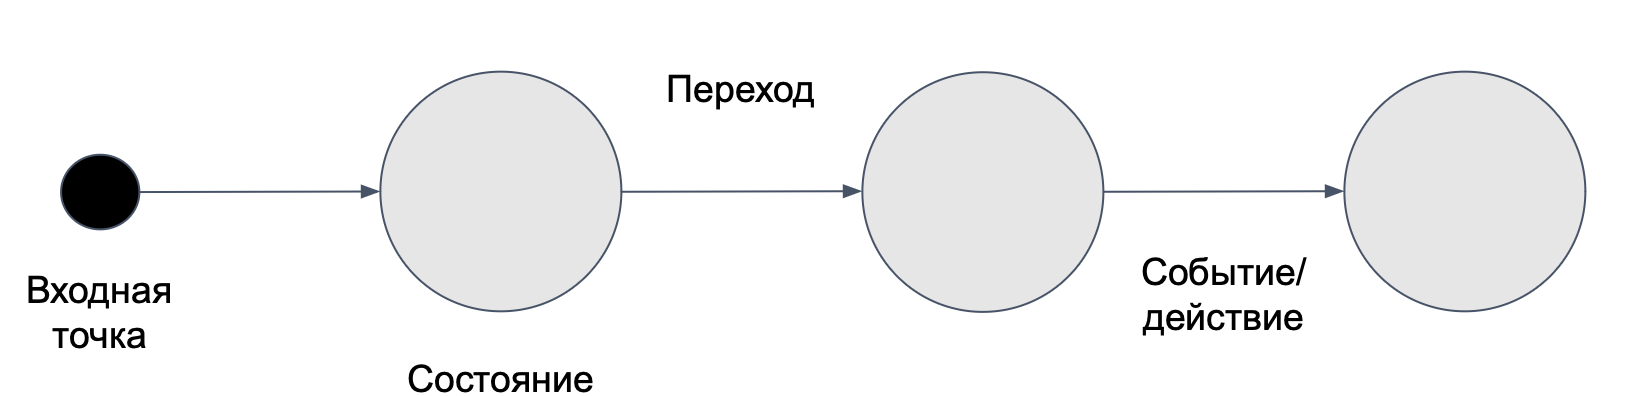 Переход
Входная
точка
Состояние
Событие/
действие